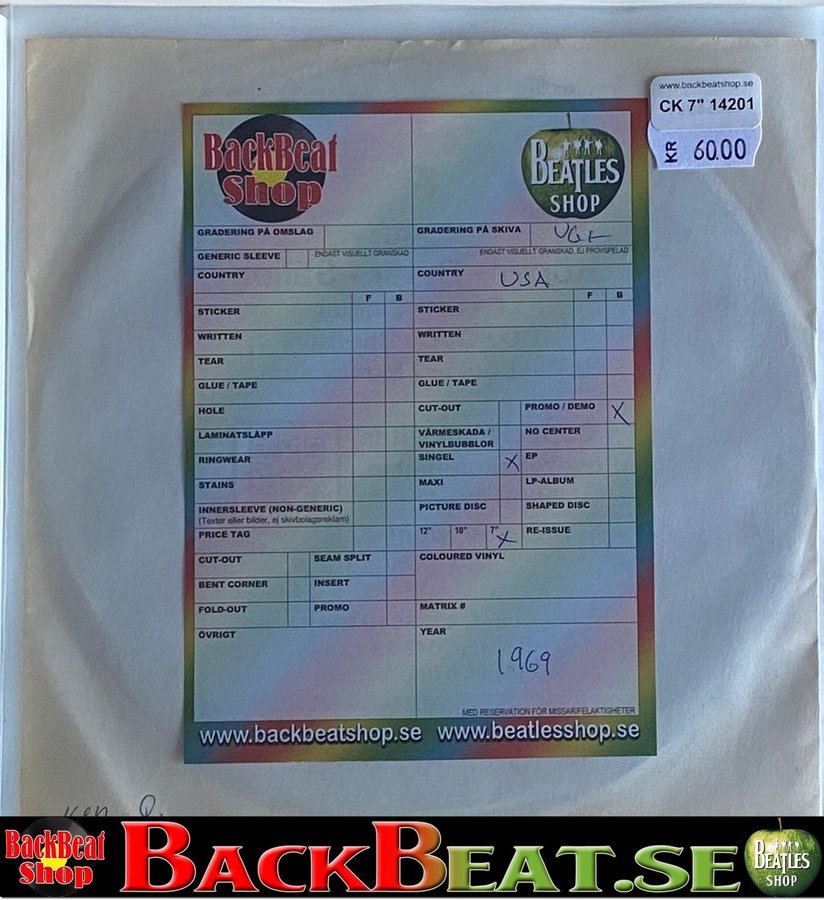 www.backbeatshop.se
CK 7" 14201
KR 60.00
BackBeat
Shop
BEATLES
SHOP
GRADERING PÅ OMSLAG
GRADERING PÅ SKIVA
GENERIC SLEEVE ENDAST VISUELLT GRANSKAD
ENDAST VISUELLT GRANSKAD, EJ PROVSPELAD
COUNTRY
COUNTRY USA
F B
F B
STICKER
STICKER
WRITTEN
WRITTEN
TEAR
TEAR
GLUE / TAPE
GLUE / TAPE
HOLE
CUT-OUT PROMO / DEMO X
LAMINATSLÄPP
VÄRMESKADA /
VINYLBUBBLOR
NO CENTER
RINGWEAR
SINGEL X EP
STAINS
MAXI LP-ALBUM
INNERSLEEVE (NON-GENERIC)
(Texter eller bilder, ej skivbolagsreklam)
PICTURE DISC SHAPED DISC
PRICE TAG
12" 10" 7" X RE-ISSUE
CUT-OUT SEAM SPLIT
COLOURED VINYL
BENT CORNER INSERT
FOLD-OUT PROMO
MATRIX #
ÖVRIGT
YEAR
1969
MED RESERVATION FÖR MISSAR/FELAKTIGHETER
www.backbeatshop.se www.beatlesshop.se
BackBeat
Shop
BACKBEAT.SE
BEATLES
SHOP